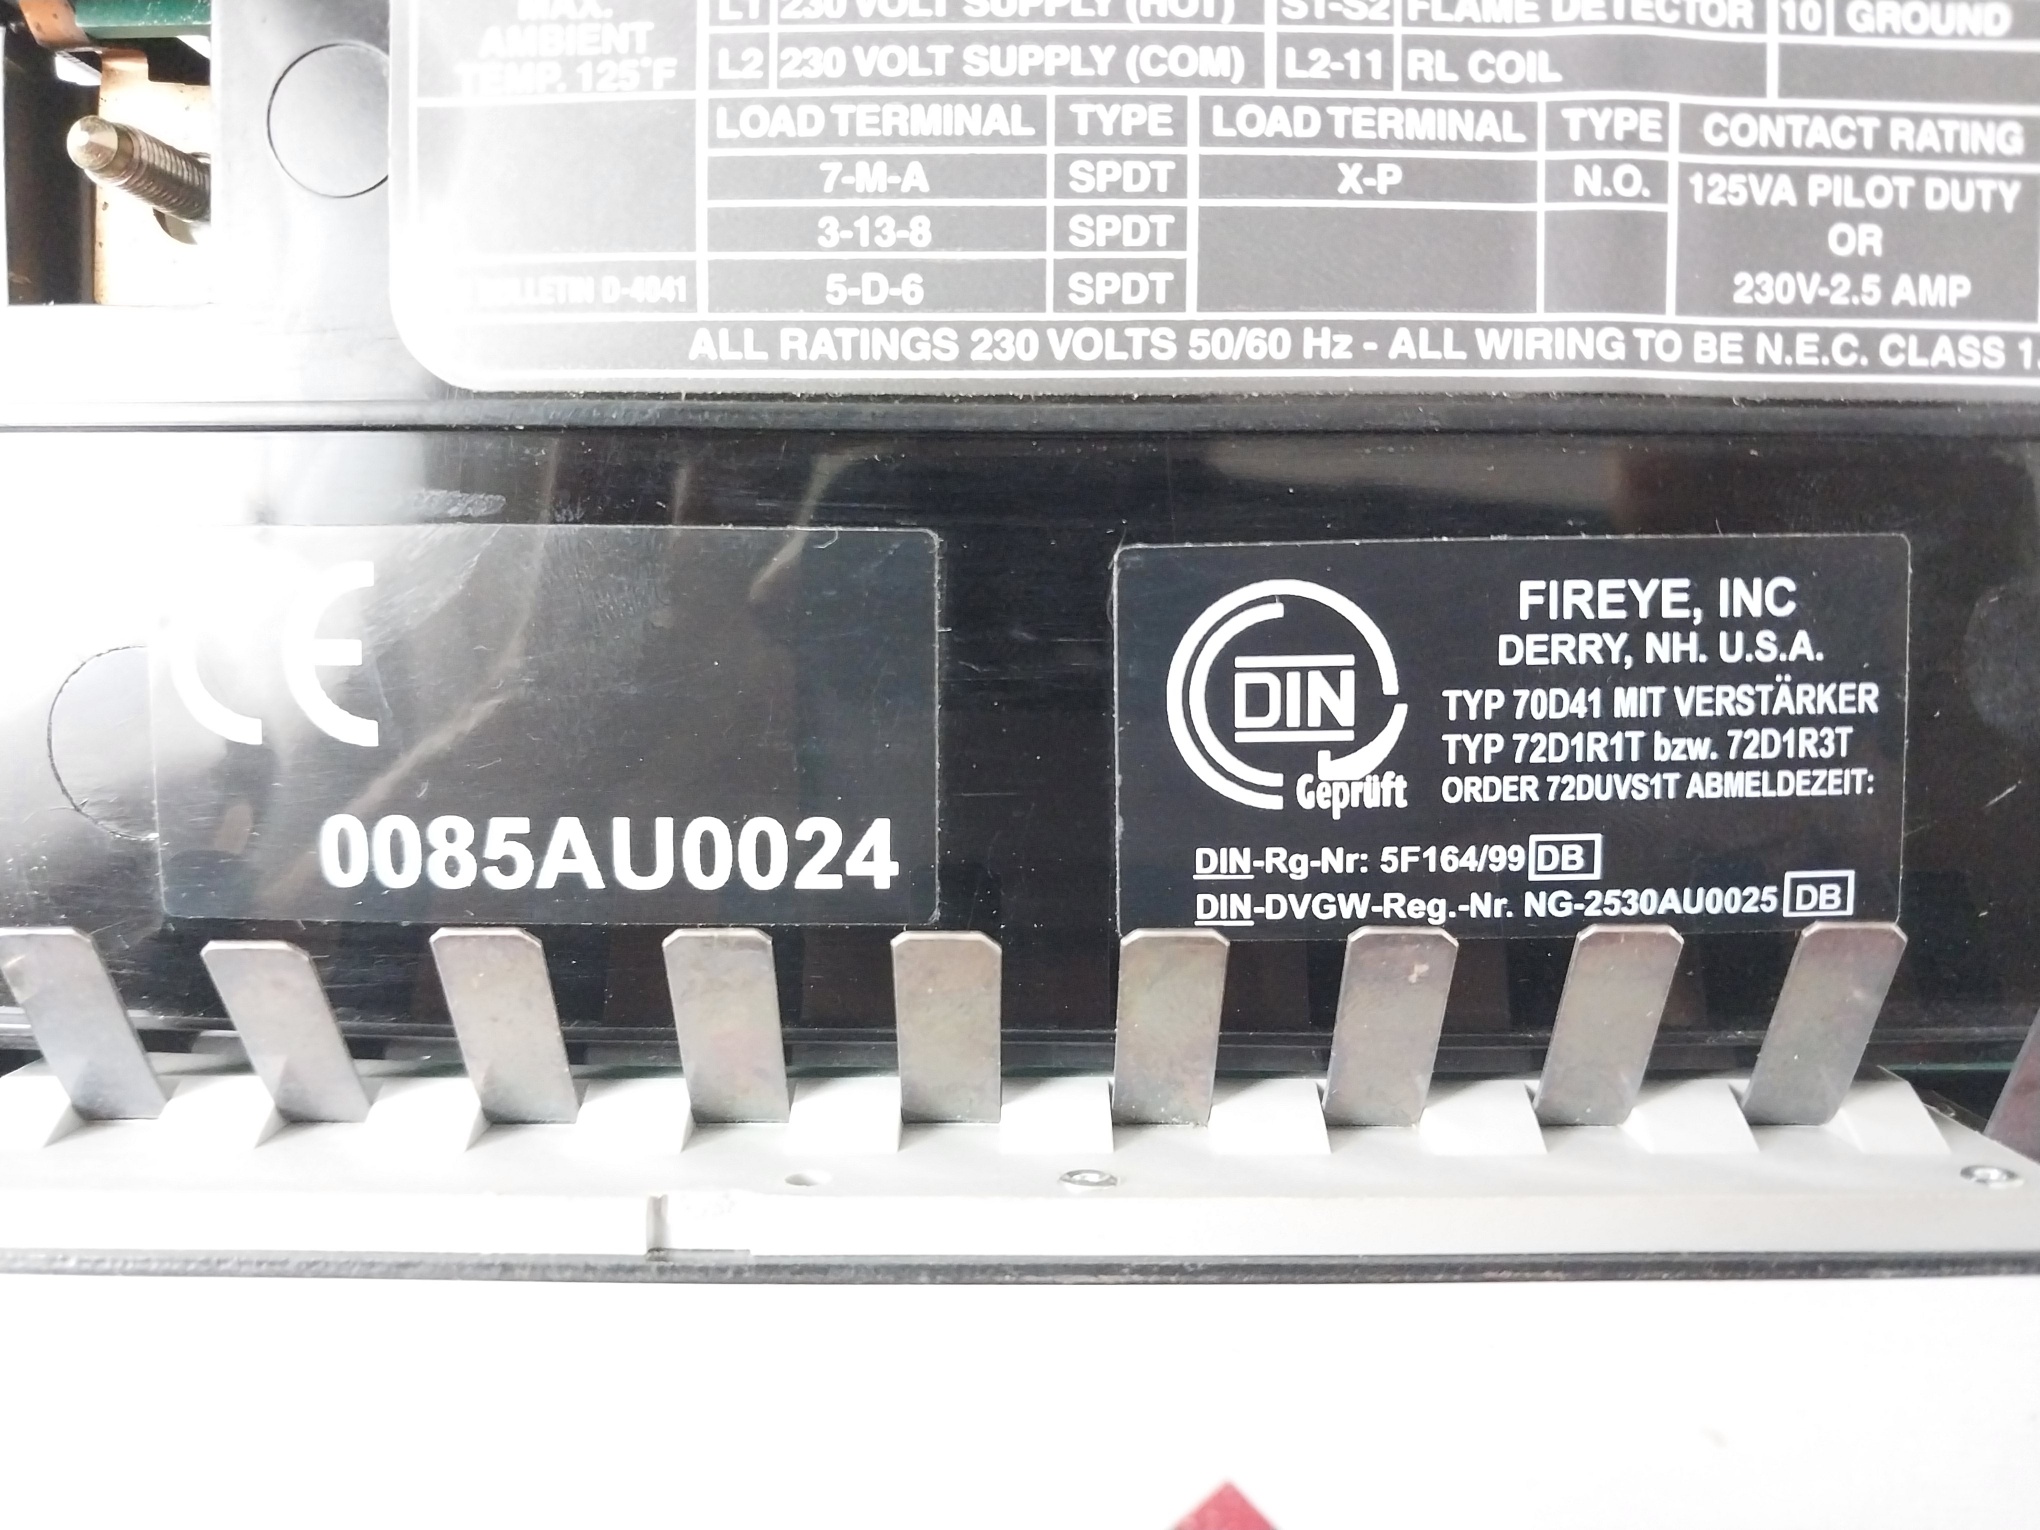 MAX.
AMBIENT
TEMP. 125°F
L1 230 VOLT SUPPLY (HOT) S1-S2 FLAME DETECTOR 10 GROUND
L2 230 VOLT SUPPLY (COM) L2-11 RL COIL
LOAD TERMINAL TYPE LOAD TERMINAL TYPE CONTACT RATING
7-M-A SPDT X-P N.O. 125VA PILOT DUTY
3-13-8 SPDT OR
BULLETIN D-4041 5-D-6 SPDT 230V-2.5 AMP
ALL RATINGS 230 VOLTS 50/60 Hz - ALL WIRING TO BE N.E.C. CLASS 1.
CE
0085AU0024
DIN
Geprüft
FIREYE, INC
DERRY, NH. U.S.A.
TYP 70D41 MIT VERSTÄRKER
TYP 72D1R1T bzw. 72D1R3T
ORDER 72DUVS1T ABMELDEZEIT:
DIN-Rg-Nr: 5F164/99 DB
DIN-DVGW-Reg.-Nr. NG-2530AU0025 DB